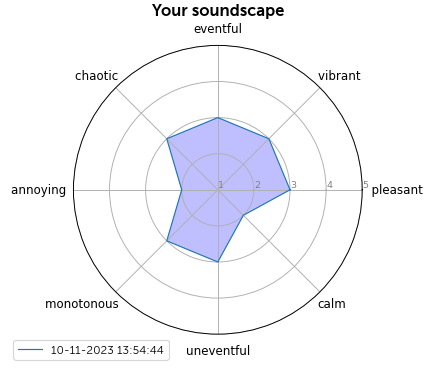 Your soundscape
eventful
chaotic
vibrant
annoying
1 2 3 4 5
pleasant
monotonous
calm
uneventful
10-11-2023 13:54:44